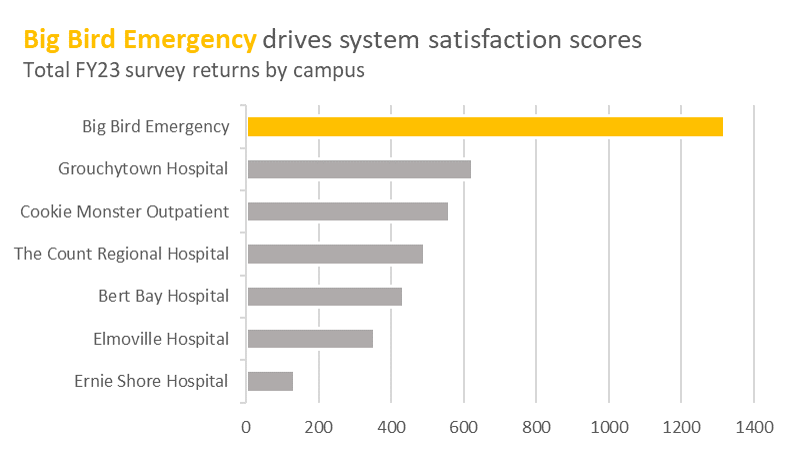 Big Bird Emergency drives system satisfaction scores
Total FY23 survey returns by campus
Big Bird Emergency
Grouchytown Hospital
Cookie Monster Outpatient
The Count Regional Hospital
Bert Bay Hospital
Elmoville Hospital
Ernie Shore Hospital
0 200 400 600 800 1000 1200 1400